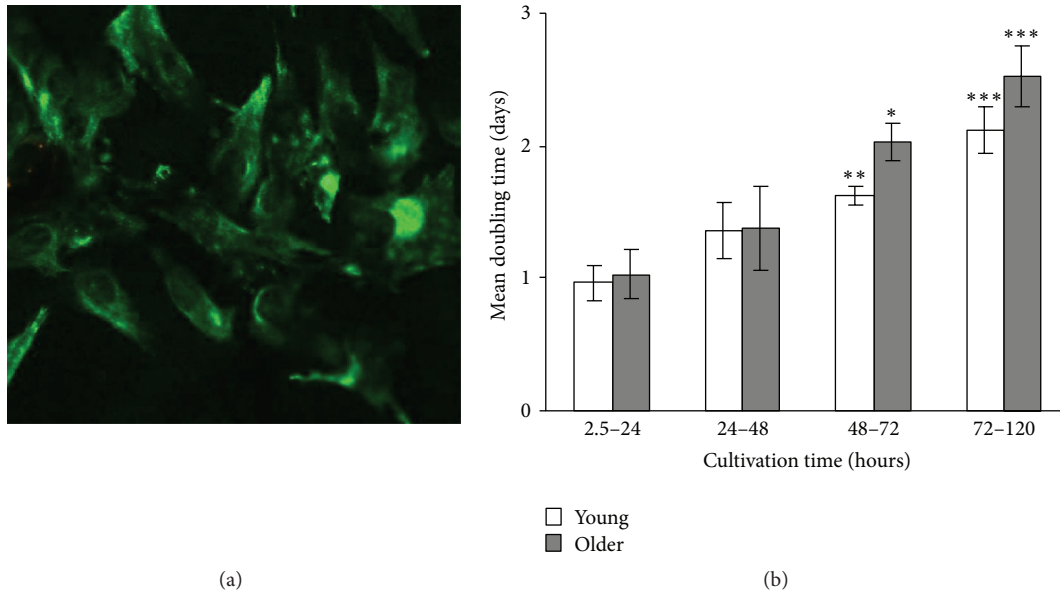 3
2
1
0
Mean doubling time (days)
*
**
***
***
2.5–24
24–48
48–72
72–120
Cultivation time (hours)
Young
Older
(a)
(b)